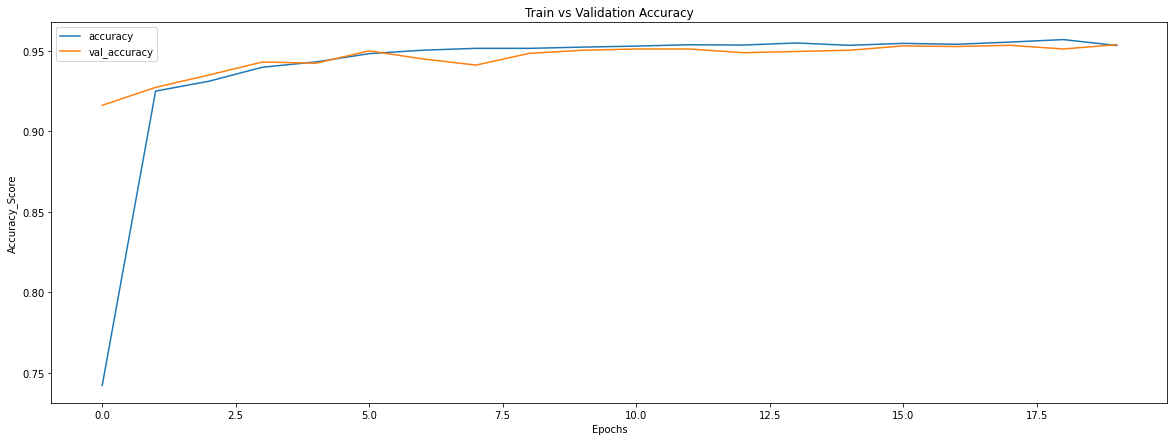 Train vs Validation Accuracy
accuracy
val_accuracy
0.95
0.90
0.85
0.80
0.75
Accuracy_Score
0.0 2.5 5.0 7.5 10.0 12.5 15.0 17.5
Epochs